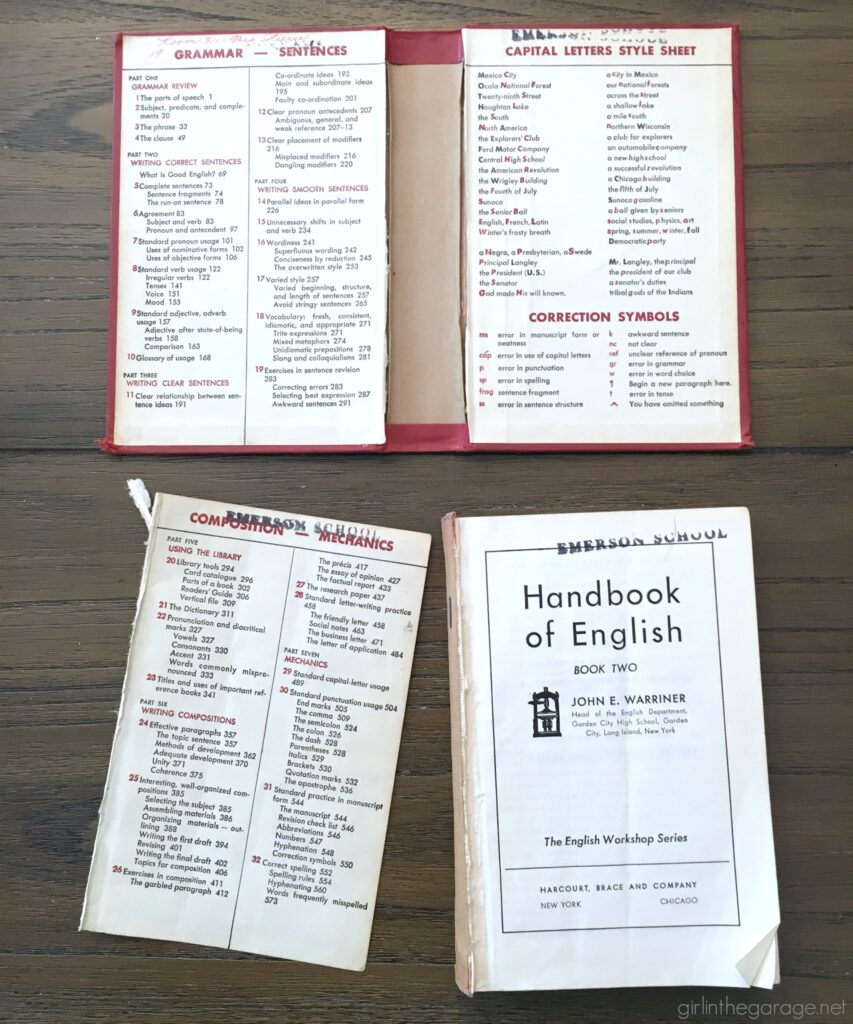 Room 311 - Mrs
19
GRAMMAR — SENTENCES
PART ONE
GRAMMAR REVIEW
1 The parts of speech 1
2 Subject, predicate, and comple-
ments 20
3 The phrase 33
4 The clause 49
PART TWO
WRITING CORRECT SENTENCES
What is Good English? 69
5 Complete sentences 73
Sentence fragments 74
The run-on sentence 78
6 Agreement 83
Subject and verb 83
Pronoun and antecedent 97
7 Standard pronoun usage 101
Uses of nominative forms 102
Uses of objective forms 106
8 Standard verb usage 122
Irregular verbs 122
Tenses 141
Voice 151
Mood 155
9 Standard adjective, adverb
usage 157
Adjective after state-of-being
verbs 158
Comparison 163
10 Glossary of usage 168
PART THREE
WRITING CLEAR SENTENCES
11 Clear relationship between sen-
tence ideas 191
Co-ordinate ideas 192
Main and subordinate ideas
195
Faulty co-ordination 201
12 Clear pronoun antecedents 207
Ambiguous, general, and
weak reference 207–13
13 Clear placement of modifiers
216
Misplaced modifiers 216
Dangling modifiers 220
PART FOUR
WRITING SMOOTH SENTENCES
14 Parallel ideas in parallel form
226
15 Unnecessary shifts in subject
and verb 234
16 Wordiness 241
Superfluous wording 242
Conciseness by reduction 245
The overwritten style 253
17 Varied style 257
Varied beginning, structure,
and length of sentences 257
Avoid stringy sentences 265
18 Vocabulary: fresh, consistent,
idiomatic, and appropriate 271
Trite expressions 271
Mixed metaphors 274
Unidiomatic prepositions 278
Slang and colloquialisms 281
19 Exercises in sentence revision
283
Correcting errors 283
Selecting best expression 287
Awkward sentences 291
EMERSON SCHOOL
CAPITAL LETTERS STYLE SHEET
Mexico City a city in Mexico
Ocala National Forest our national forests
Twenty-ninth Street across the street
Houghton Lake a shallow lake
the South a mile south
North America northern Wisconsin
the Explorers' Club a club for explorers
Ford Motor Company an automobile company
Central High School a new high school
the American Revolution a successful revolution
the Wrigley Building a Chicago building
the Fourth of July the fifth of July
Sunoco Sunoco gasoline
the Senior Ball a ball given by seniors
English, French, Latin social studies, physics, art
Winter's frosty breath spring, summer, winter, fall
Democratic party
a Negro, a Presbyterian, a Swede
Principal Langley Mr. Langley, the principal
the President (U.S.) the president of our club
the Senator a senator's duties
God made His will known. tribal gods of the Indians
CORRECTION SYMBOLS
ms error in manuscript form or
neatness
cap error in use of capital letters
p error in punctuation
sp error in spelling
frag sentence fragment
ss error in sentence structure
k awkward sentence
nc not clear
ref unclear reference of pronoun
gr error in grammar
w error in word choice
¶ Begin a new paragraph here.
t error in tense
^ You have omitted something
EMERSON SCHOOL
COMPOSITION — MECHANICS
PART FIVE
USING THE LIBRARY
20 Library tools 294
Card catalogue 296
Parts of a book 302
Readers' Guide 306
Vertical file 309
21 The Dictionary 311
22 Pronunciation and diacritical
marks 327
Vowels 327
Consonants 330
Accent 331
Words commonly mispro-
nounced 333
23 Titles and uses of important ref-
erence books 341
PART SIX
WRITING COMPOSITIONS
24 Effective paragraphs 357
The topic sentence 357
Methods of development 362
Adequate development 370
Unity 371
Coherence 375
25 Interesting, well-organized com-
positions 385
Selecting the subject 385
Assembling materials 386
Organizing materials — out-
lining 388
Writing the first draft 394
Revising 401
Writing the final draft 402
Topics for composition 406
26 Exercises in composition 411
The garbled paragraph 412
The précis 417
The essay of opinion 427
The factual report 433
27 The research paper 437
28 Standard letter-writing practice
458
The friendly letter 458
Social notes 463
The business letter 471
The letter of application 484
PART SEVEN
MECHANICS
29 Standard capital-letter usage
489
30 Standard punctuation usage 504
End marks 505
The comma 509
The semicolon 524
The colon 526
The dash 528
Parentheses 528
Italics 529
Brackets 530
Quotation marks 532
The apostrophe 536
31 Standard practice in manuscript
form 544
The manuscript 544
Revision check list 546
Abbreviations 546
Numbers 547
Hyphenation 548
Correction symbols 550
32 Correct spelling 552
Spelling rules 554
Hyphenating 560
Words frequently misspelled
573
EMERSON SCHOOL
Handbook
of English
BOOK TWO
JOHN E. WARRINER
Head of the English Department,
Garden City High School, Garden
City, Long Island, New York
The English Workshop Series
HARCOURT, BRACE AND COMPANY
NEW YORK CHICAGO
girlinthegarage.net